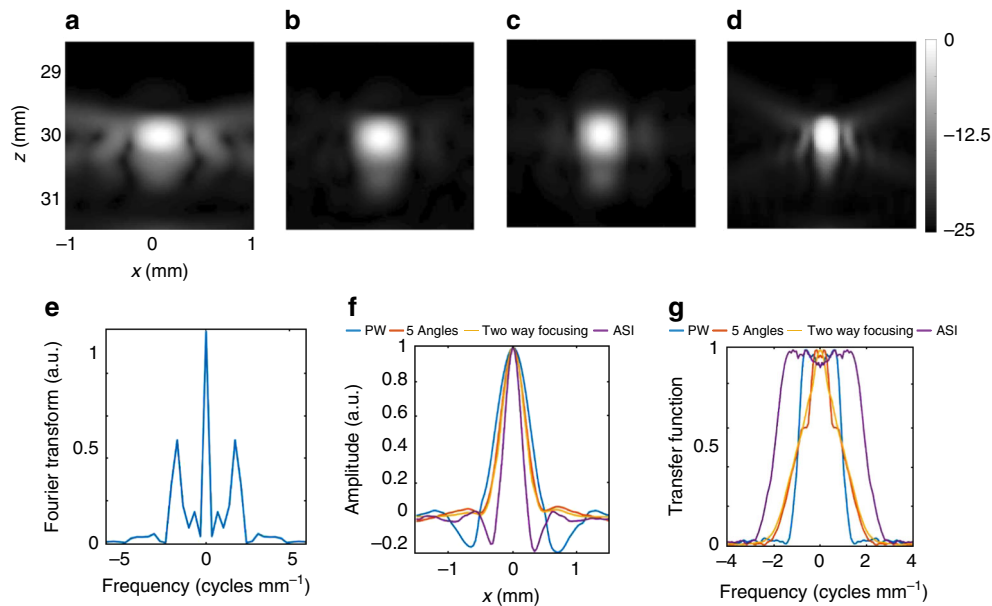 a
b
c
d
29
30
31
z (mm)
−1
0
1
x (mm)
0
−12.5
−25
e
1
0.5
0
Fourier transform (a.u.)
−5
0
5
Frequency (cycles mm−1)
f
PW 5 Angles Two way focusing ASI
1
0.8
0.6
0.4
0.2
0
−0.2
Amplitude (a.u.)
−1
0
1
x (mm)
g
PW 5 Angles Two way focusing ASI
1
0.5
0
Transfer function
−4
−2
0
2
4
Frequency (cycles mm−1)